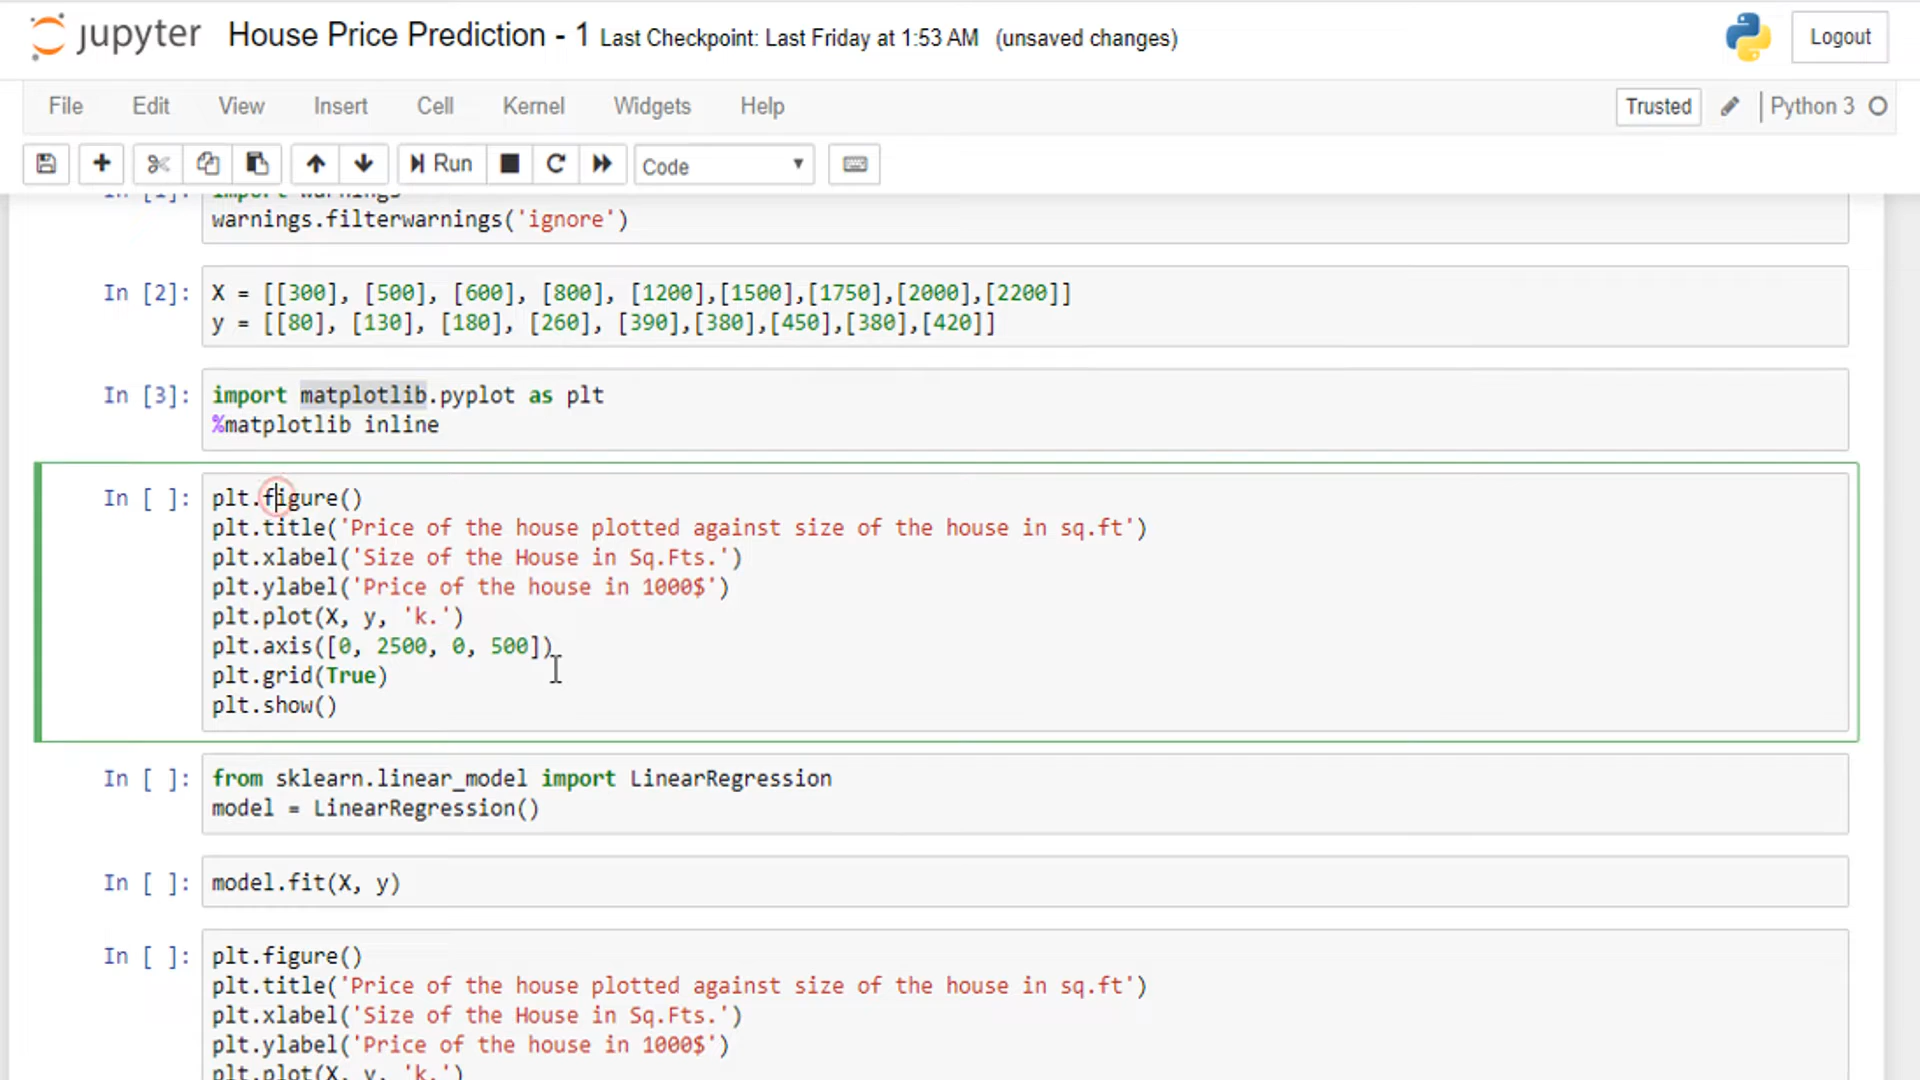 jupyter House Price Prediction - 1 Last Checkpoint: Last Friday at 1:53 AM (unsaved changes) Logout
File Edit View Insert Cell Kernel Widgets Help Trusted Python 3
Run Code
In [1]: import warnings
warnings.filterwarnings('ignore')
In [2]: X = [[300], [500], [600], [800], [1200],[1500],[1750],[2000],[2200]]
y = [[80], [130], [180], [260], [390],[380],[450],[380],[420]]
In [3]: import matplotlib.pyplot as plt
%matplotlib inline
In [ ]: plt.figure()
plt.title('Price of the house plotted against size of the house in sq.ft')
plt.xlabel('Size of the House in Sq.Fts.')
plt.ylabel('Price of the house in 1000$')
plt.plot(X, y, 'k.')
plt.axis([0, 2500, 0, 500])
plt.grid(True)
plt.show()
In [ ]: from sklearn.linear_model import LinearRegression
model = LinearRegression()
In [ ]: model.fit(X, y)
In [ ]: plt.figure()
plt.title('Price of the house plotted against size of the house in sq.ft')
plt.xlabel('Size of the House in Sq.Fts.')
plt.ylabel('Price of the house in 1000$')
plt.plot(X, y, 'k.')